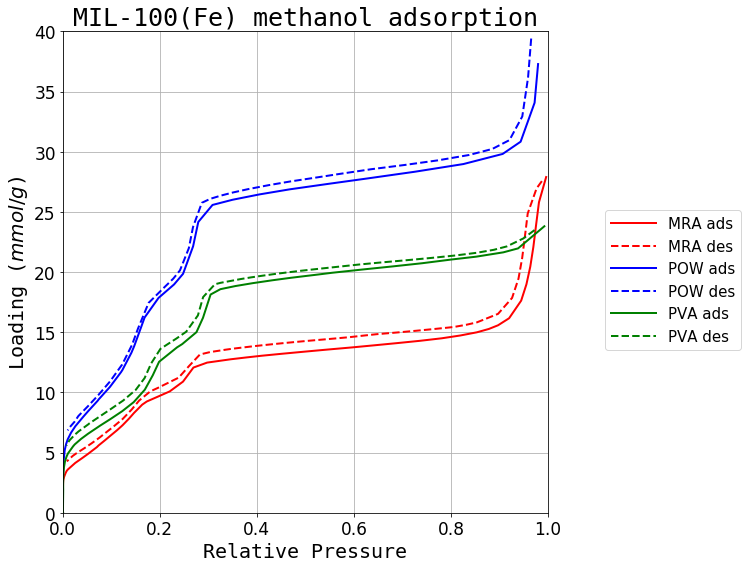 MIL-100(Fe) methanol adsorption
40
35
30
25
20
15
10
5
0
Loading (mmol/g)
0.0 0.2 0.4 0.6 0.8 1.0
Relative Pressure
MRA ads
MRA des
POW ads
POW des
PVA ads
PVA des